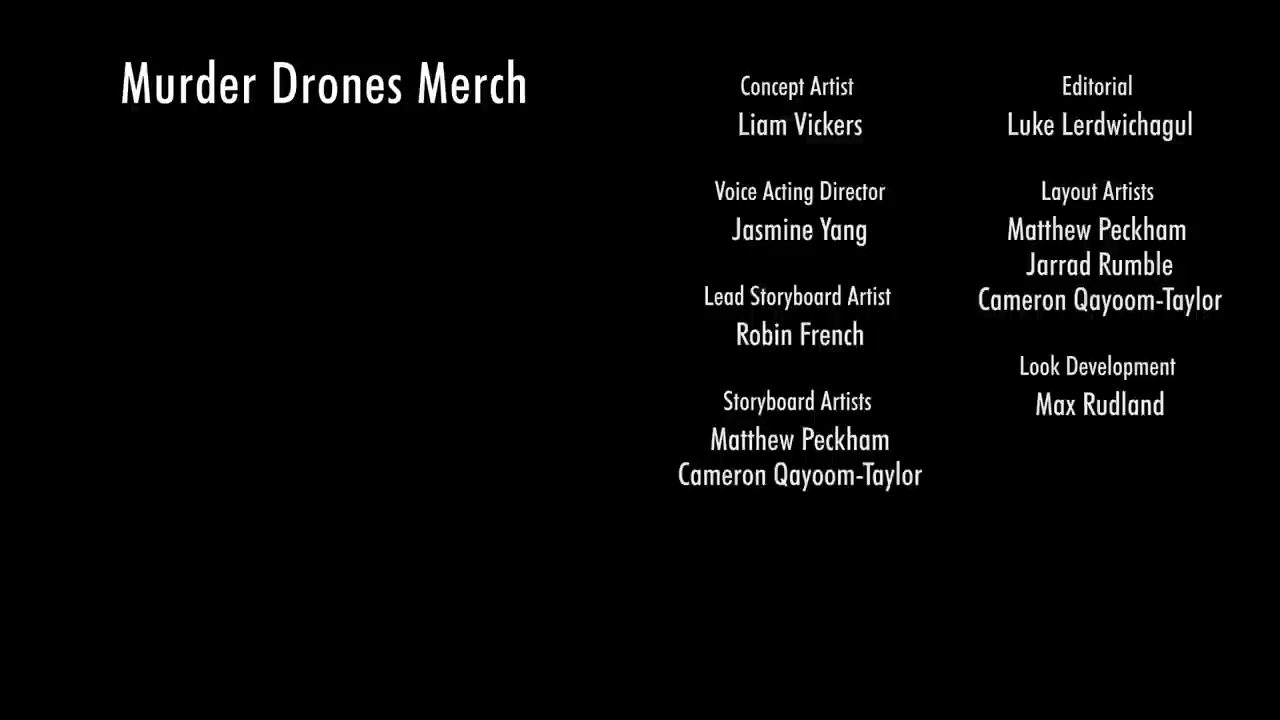 Murder Drones Merch
Concept Artist
Liam Vickers
Voice Acting Director
Jasmine Yang
Lead Storyboard Artist
Robin French
Storyboard Artists
Matthew Peckham
Cameron Qayoom-Taylor
Editorial
Luke Lerdwichagul
Layout Artists
Matthew Peckham
Jarrad Rumble
Cameron Qayoom-Taylor
Look Development
Max Rudland